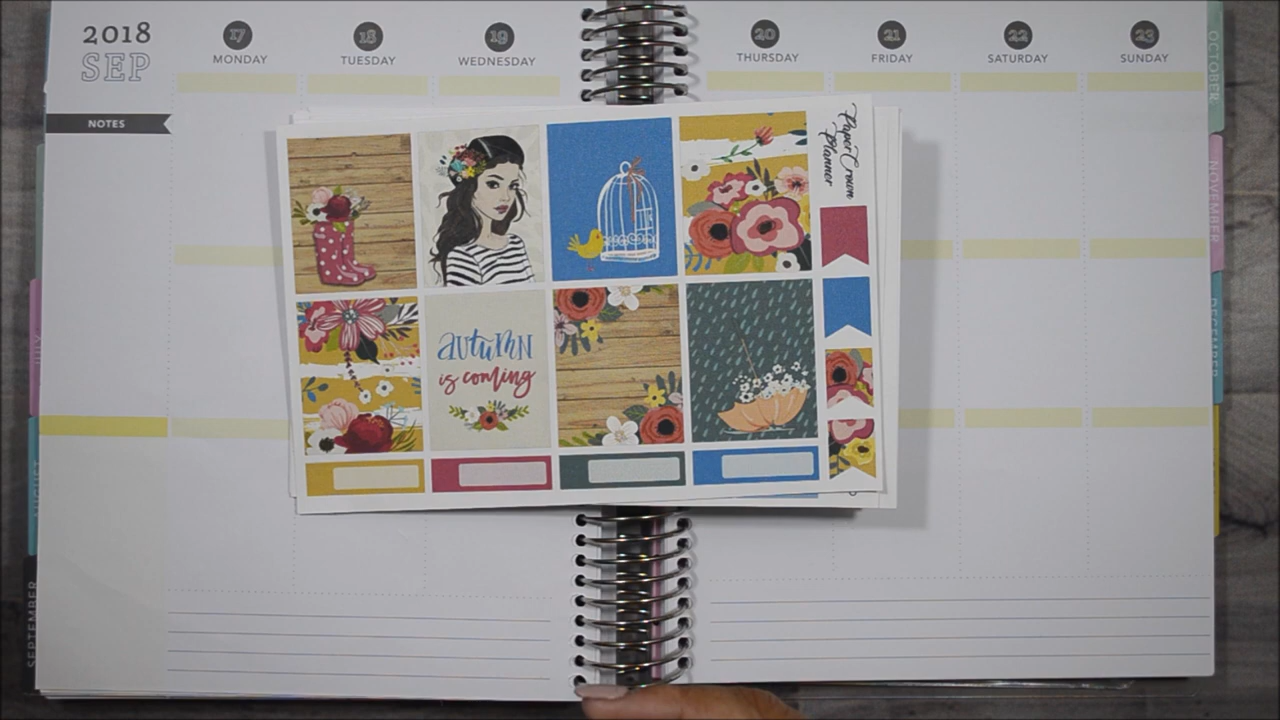 2018
SEP
17
MONDAY
18
TUESDAY
19
WEDNESDAY
20
THURSDAY
21
FRIDAY
22
SATURDAY
23
SUNDAY
NOTES
Paper Crown
Planner
autumn
is coming
OCTOBER
NOVEMBER
DECEMBER
JULY
AUGUST
SEPTEMBER